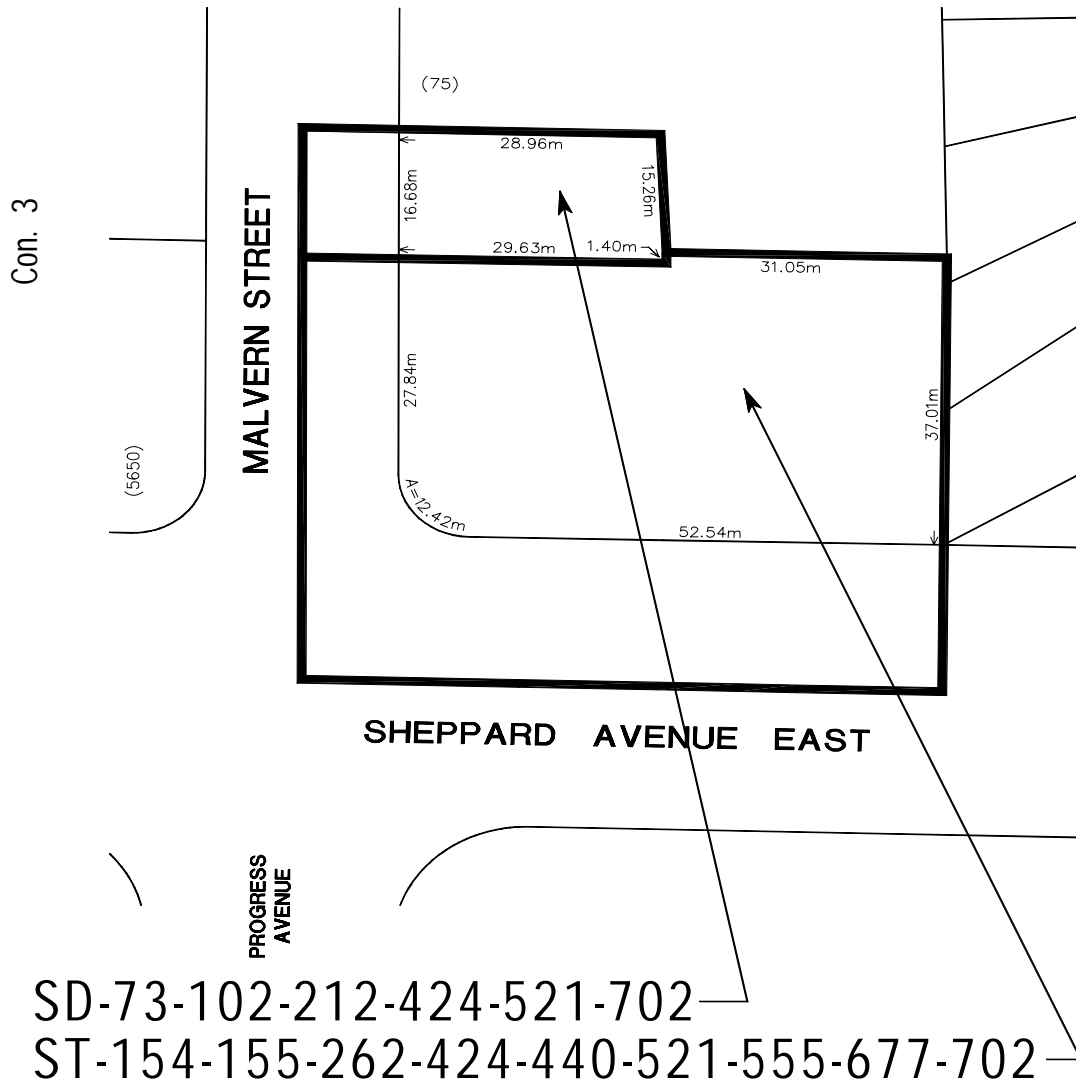 (75)
28.96m
Con. 3
16.68m
15.26m
MALVERN STREET
29.63m
1.40m
31.05m
27.84m
37.01m
(5650)
A=12.42m
52.54m
SHEPPARD AVENUE EAST
PROGRESS
AVENUE
SD-73-102-212-424-521-702
ST-154-155-262-424-440-521-555-677-702